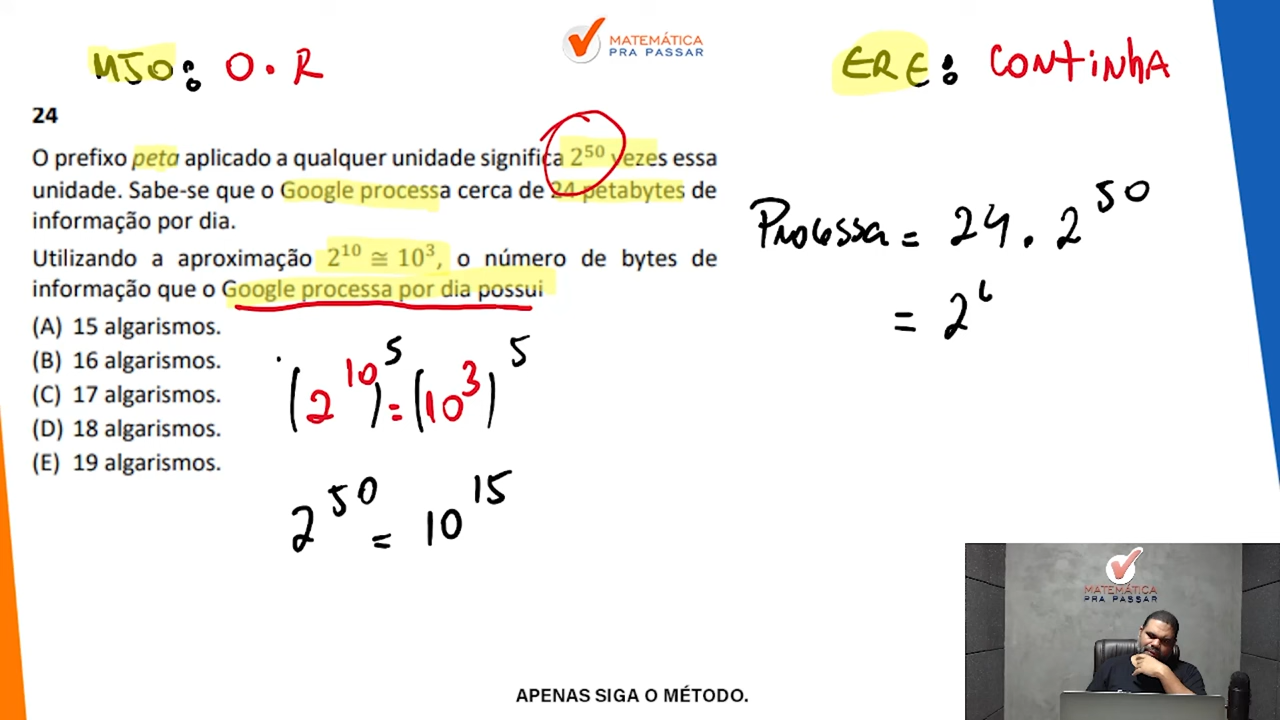 MATEMÁTICA
PRA PASSAR
MJO: O . R
ERE: CONTINHA
24
O prefixo peta aplicado a qualquer unidade significa 2⁵⁰ vezes essa
unidade. Sabe-se que o Google processa cerca de 24 petabytes de
informação por dia.
Utilizando a aproximação 2¹⁰ ≅ 10³, o número de bytes de
informação que o Google processa por dia possui
(A) 15 algarismos.
(B) 16 algarismos.
(C) 17 algarismos.
(D) 18 algarismos.
(E) 19 algarismos.
(2¹⁰)⁵ = (10³)⁵
2⁵⁰ = 10¹⁵
Processa = 24 . 2⁵⁰
= 2
MATEMÁTICA
PRA PASSAR
APENAS SIGA O MÉTODO.